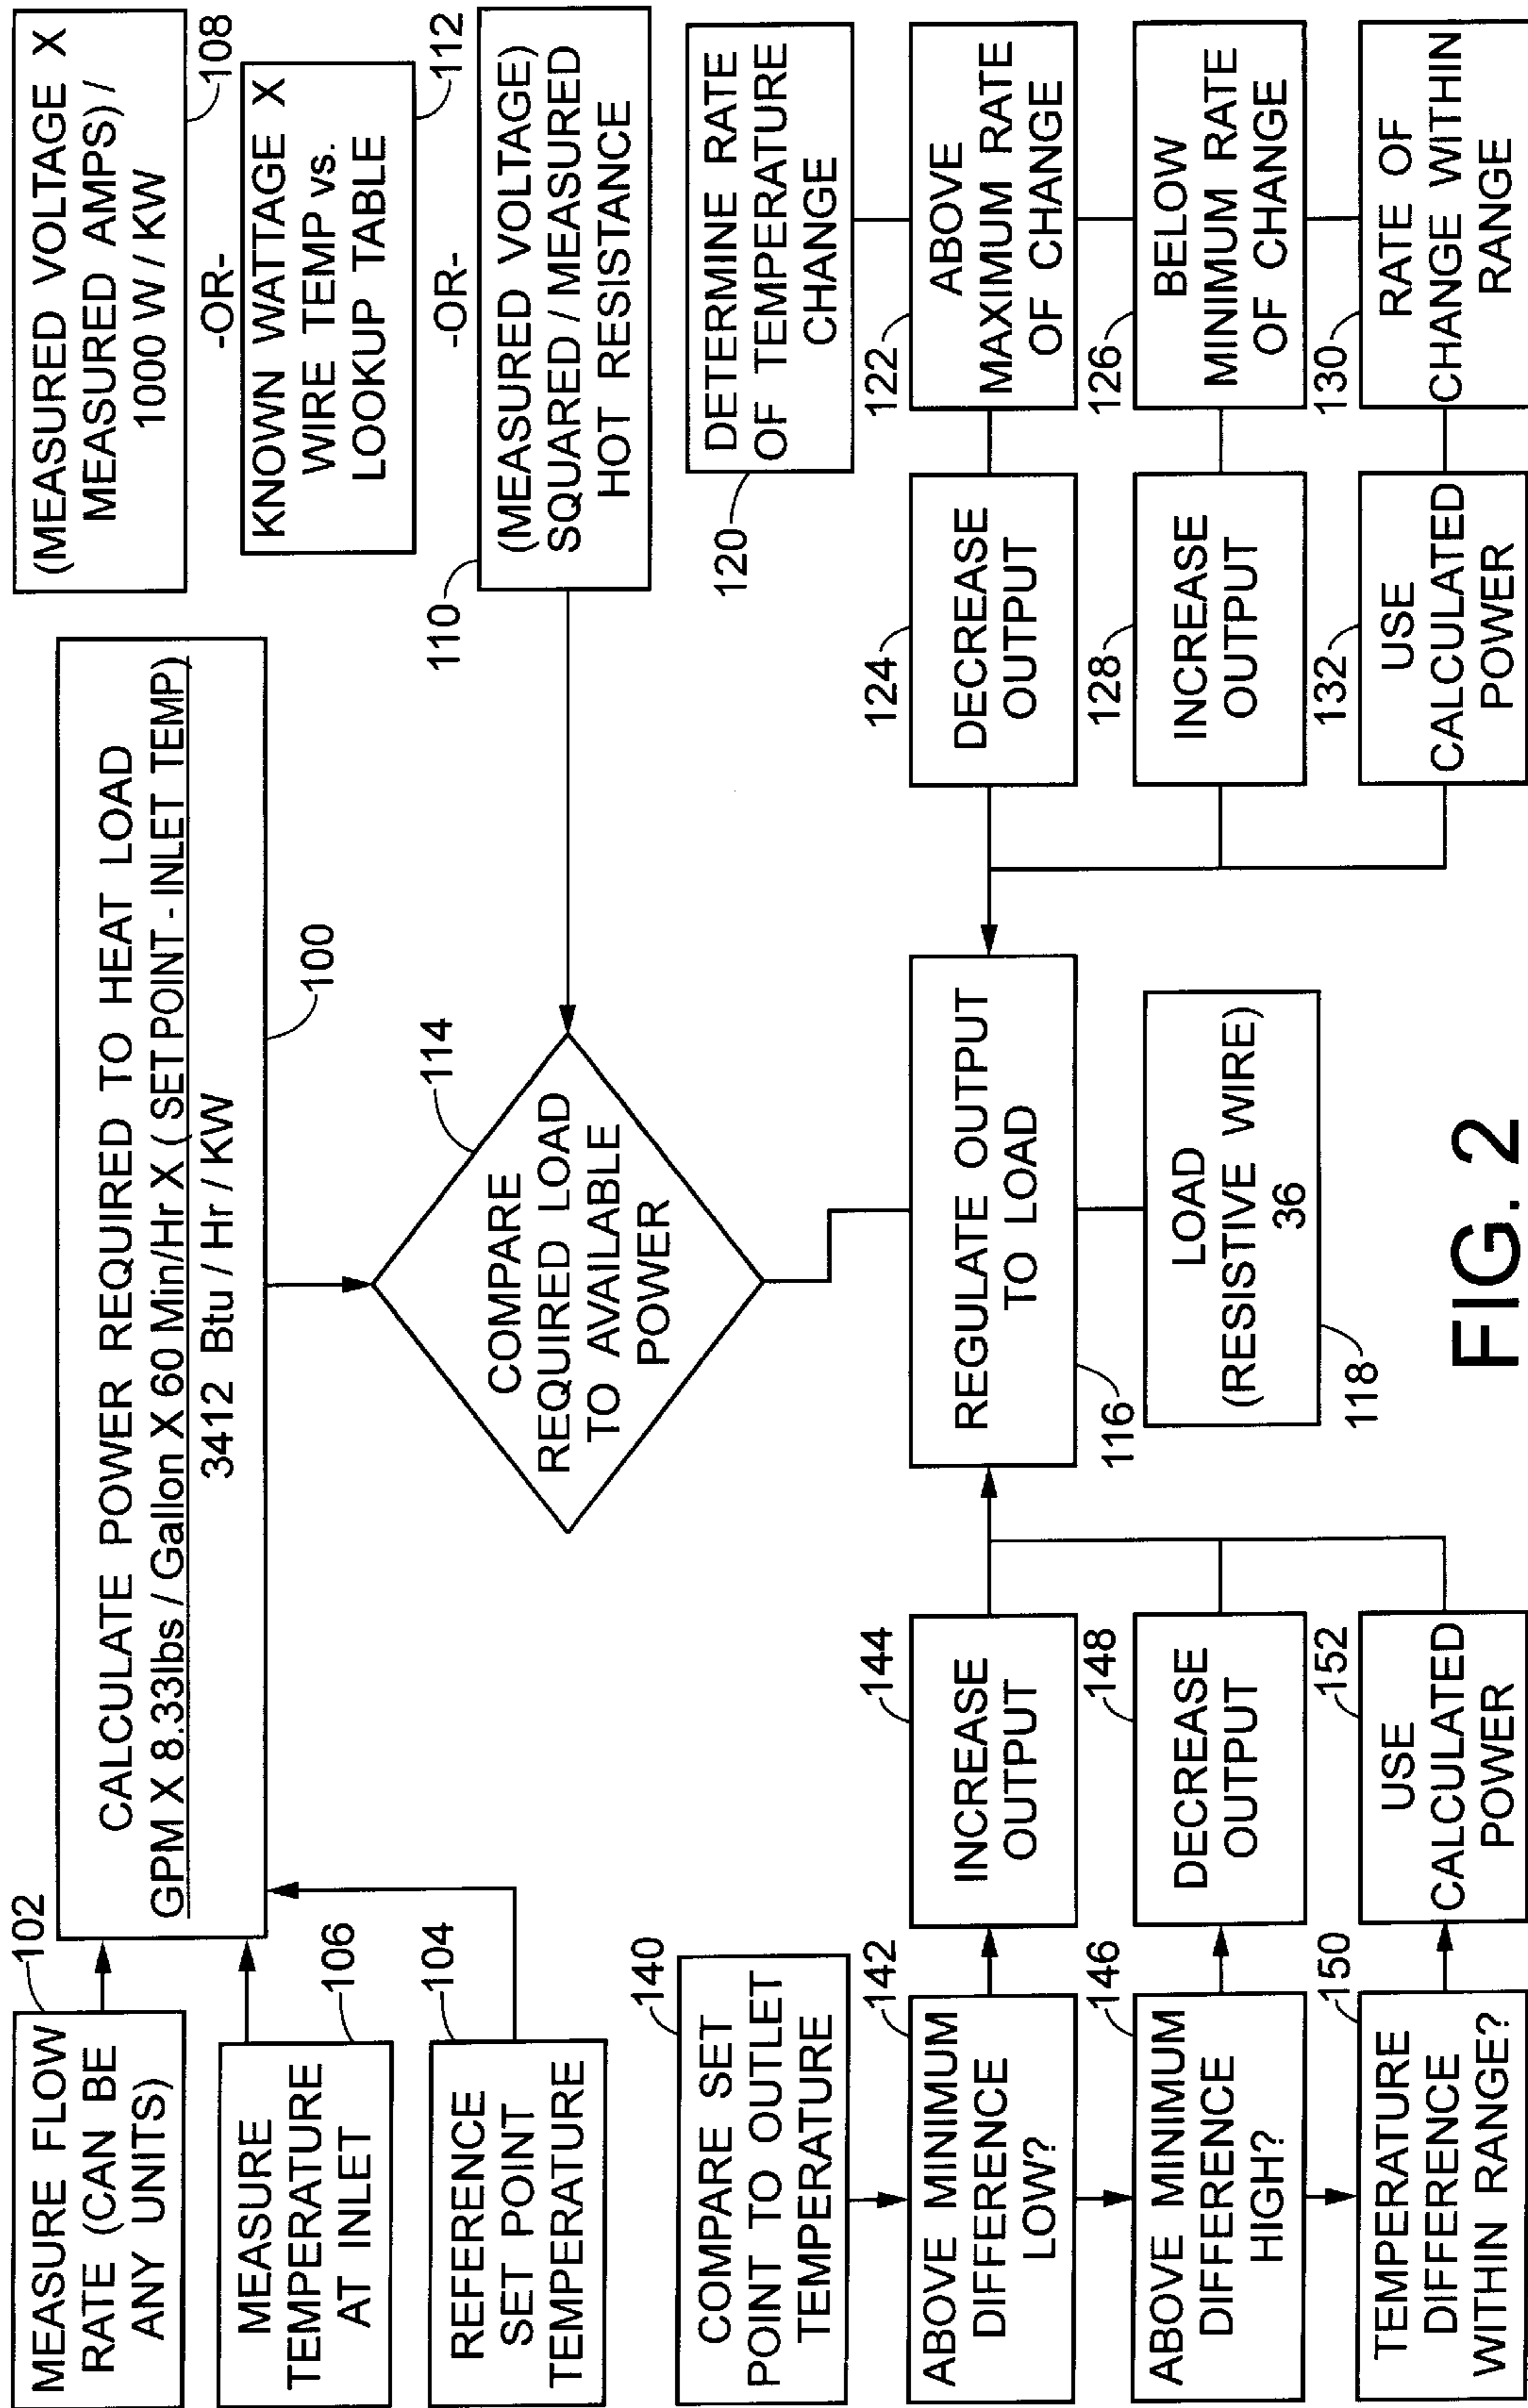 MEASURE FLOW
RATE (CAN BE
ANY UNITS)
102
MEASURE
TEMPERATURE
AT INLET
106
REFERENCE
SET POINT
TEMPERATURE
104
CALCULATE POWER REQUIRED TO HEAT LOAD
GPM X 8.33lbs / Gallon X 60 Min/Hr X ( SET POINT - INLET TEMP)
3412 Btu / Hr / KW
100
(MEASURED VOLTAGE X
MEASURED AMPS) /
1000 W / KW
108
-OR-
KNOWN WATTAGE X
WIRE TEMP vs.
LOOKUP TABLE
112
-OR-
110
(MEASURED VOLTAGE)
SQUARED / MEASURED
HOT RESISTANCE
114
COMPARE
REQUIRED LOAD
TO AVAILABLE
POWER
140
COMPARE SET
POINT TO OUTLET
TEMPERATURE
142
ABOVE MINIMUM
DIFFERENCE
LOW?
144
INCREASE
OUTPUT
146
ABOVE MINIMUM
DIFFERENCE
HIGH?
148
DECREASE
OUTPUT
150
TEMPERATURE
DIFFERENCE
WITHIN RANGE?
152
USE
CALCULATED
POWER
REGULATE OUTPUT
TO LOAD
116
LOAD
(RESISTIVE WIRE)
36
118
120
DETERMINE RATE
OF TEMPERATURE
CHANGE
124
DECREASE
OUTPUT
122
ABOVE
MAXIMUM RATE
OF CHANGE
128
INCREASE
OUTPUT
126
BELOW
MINIMUM RATE
OF CHANGE
132
USE
CALCULATED
POWER
130
RATE OF
CHANGE WITHIN
RANGE
FIG. 2